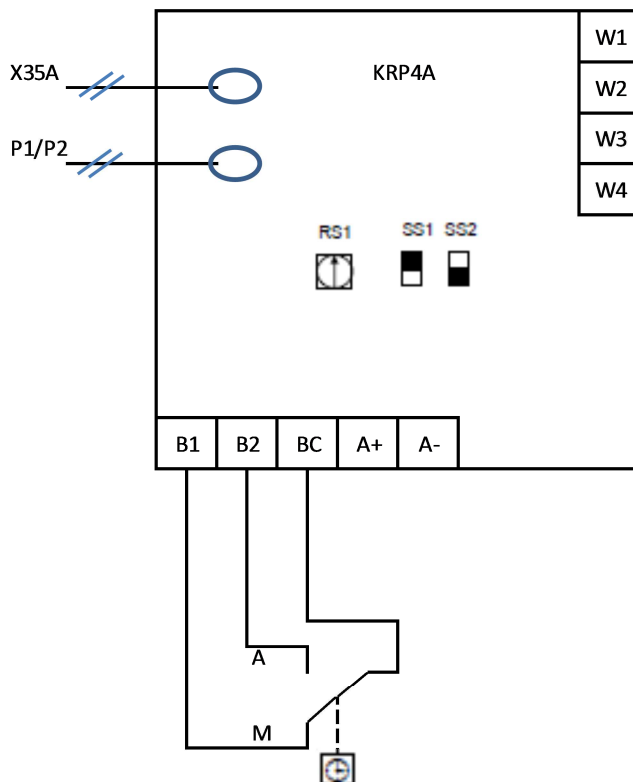 W1
X35A
KRP4A
W2
P1/P2
W3
W4
RS1
SS1 SS2
B1 B2 BC A+ A-
A
M